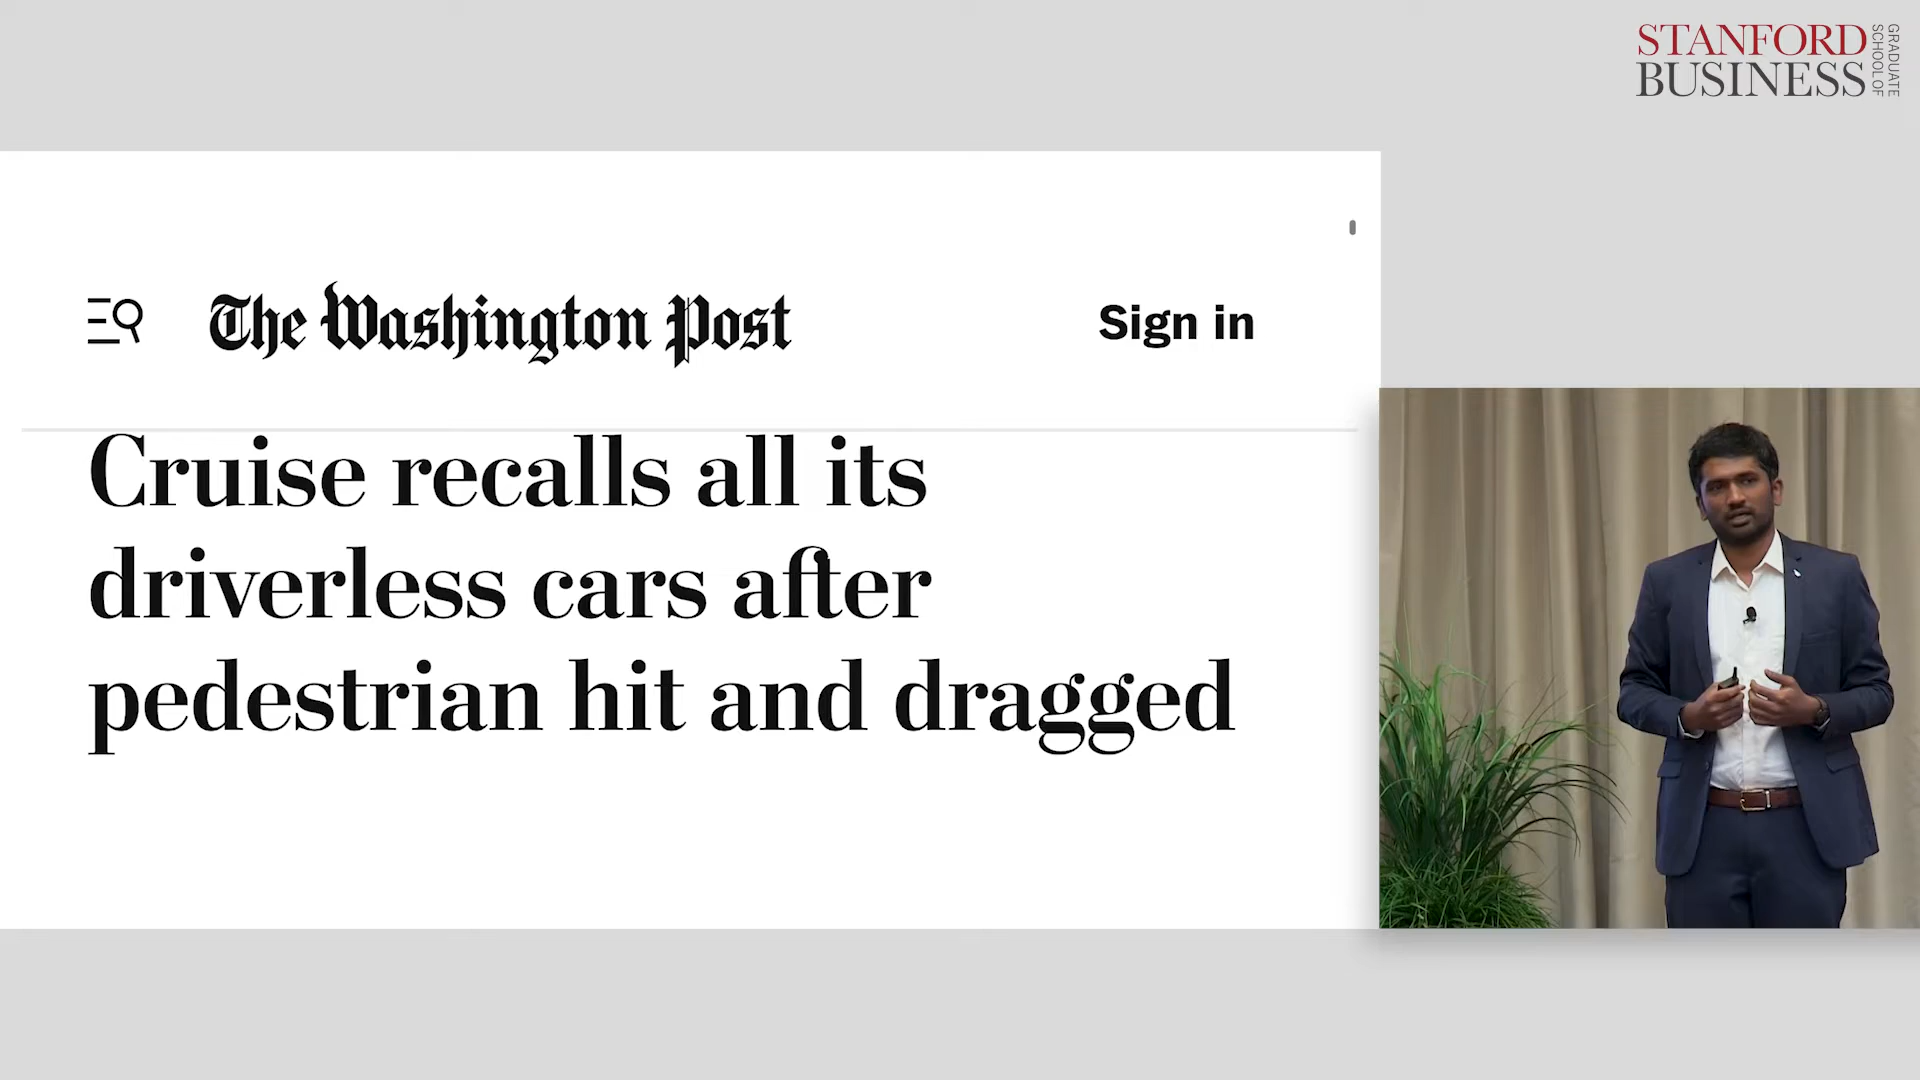 STANFORD
BUSINESS
GRADUATE
SCHOOL OF
The Washington Post
Sign in
Cruise recalls all its
driverless cars after
pedestrian hit and dragged